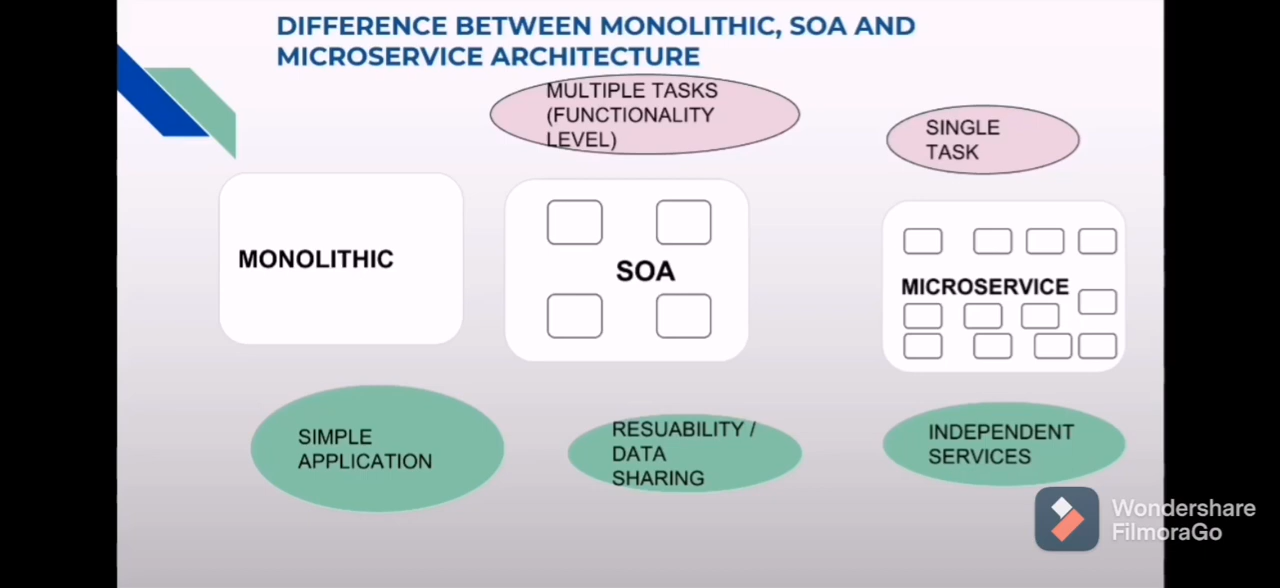 DIFFERENCE BETWEEN MONOLITHIC, SOA AND
MICROSERVICE ARCHITECTURE
MULTIPLE TASKS
(FUNCTIONALITY
LEVEL)
SINGLE
TASK
MONOLITHIC
SOA
MICROSERVICE
SIMPLE
APPLICATION
RESUABILITY /
DATA
SHARING
INDEPENDENT
SERVICES
Wondershare
FilmoraGo